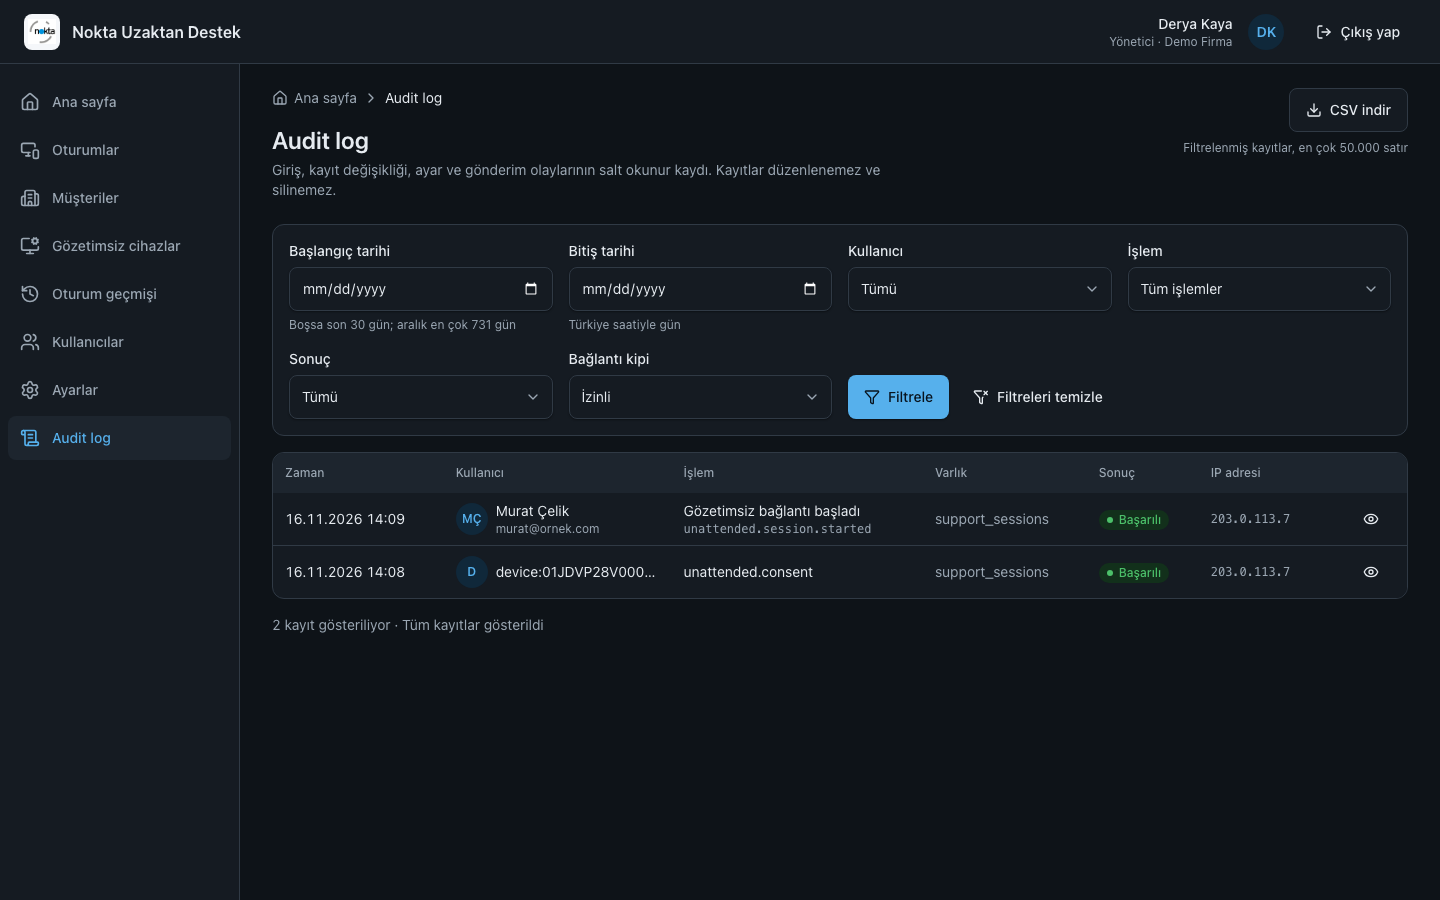 nokta
Nokta Uzaktan Destek
Derya Kaya
Yönetici · Demo Firma
DK
Çıkış yap
Ana sayfa
Oturumlar
Müşteriler
Gözetimsiz cihazlar
Oturum geçmişi
Kullanıcılar
Ayarlar
Audit log
Ana sayfa > Audit log
CSV indir
Filtrelenmiş kayıtlar, en çok 50.000 satır
Audit log
Giriş, kayıt değişikliği, ayar ve gönderim olaylarının salt okunur kaydı. Kayıtlar düzenlenemez ve
silinemez.
Başlangıç tarihi Bitiş tarihi Kullanıcı İşlem
mm/dd/yyyy mm/dd/yyyy Tümü Tüm işlemler
Boşsa son 30 gün; aralık en çok 731 gün Türkiye saatiyle gün
Sonuç Bağlantı kipi
Tümü İzinli Filtrele Filtreleri temizle
Zaman Kullanıcı İşlem Varlık Sonuç IP adresi
16.11.2026 14:09 MÇ Murat Çelik Gözetimsiz bağlantı başladı support_sessions Başarılı 203.0.113.7
murat@ornek.com unattended.session.started
16.11.2026 14:08 D device:01JDVP28V000... unattended.consent support_sessions Başarılı 203.0.113.7
2 kayıt gösteriliyor · Tüm kayıtlar gösterildi